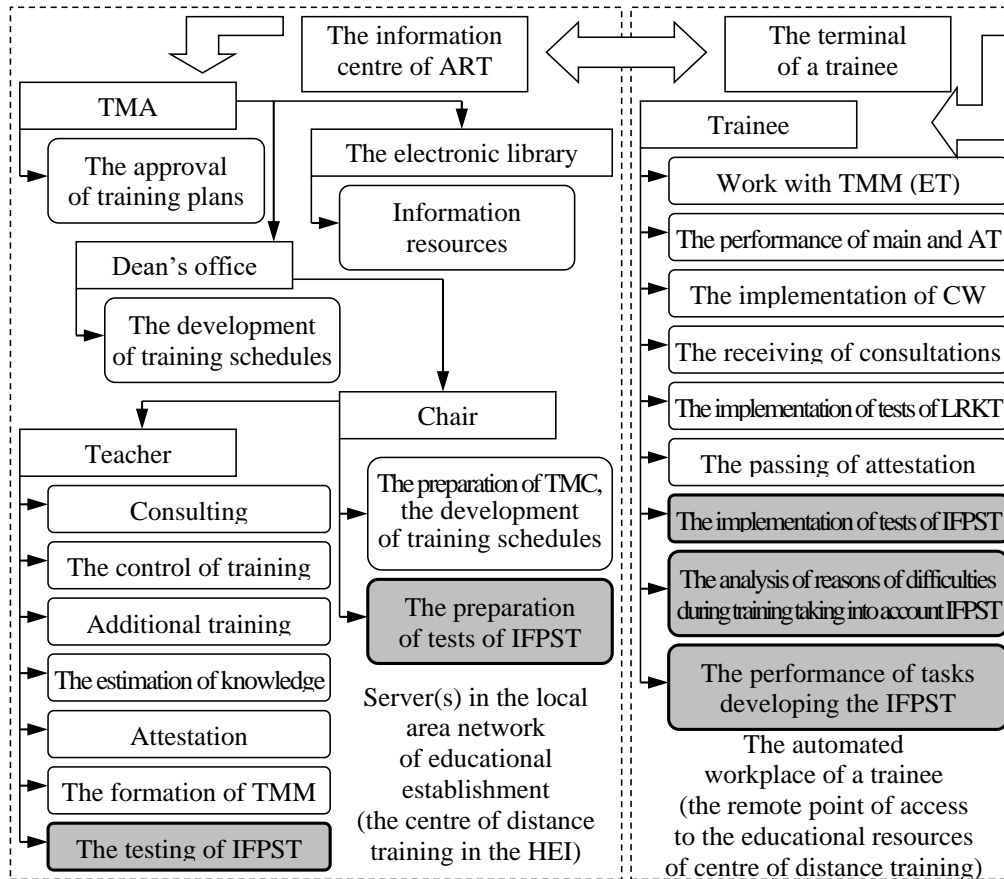 The information
centre of ART
The terminal
of a trainee
TMA
The approval
of training plans
The electronic library
Information
resources
Dean's office
The development
of training schedules
Chair
The preparation of TMC,
the development
of training schedules
The preparation
of tests of IFPST
Teacher
Consulting
The control of training
Additional training
The estimation of knowledge
Attestation
The formation of TMM
The testing of IFPST
Server(s) in the local
area network
of educational
establishment
(the centre of distance
training in the HEI)
Trainee
Work with TMM (ET)
The performance of main and AT
The implementation of CW
The receiving of consultations
The implementation of tests of LRKT
The passing of attestation
The implementation of tests of IFPST
The analysis of reasons of difficulties
during training taking into account IFPST
The performance of tasks
developing the IFPST
The automated
workplace of a trainee
(the remote point of access
to the educational resources
of centre of distance training)